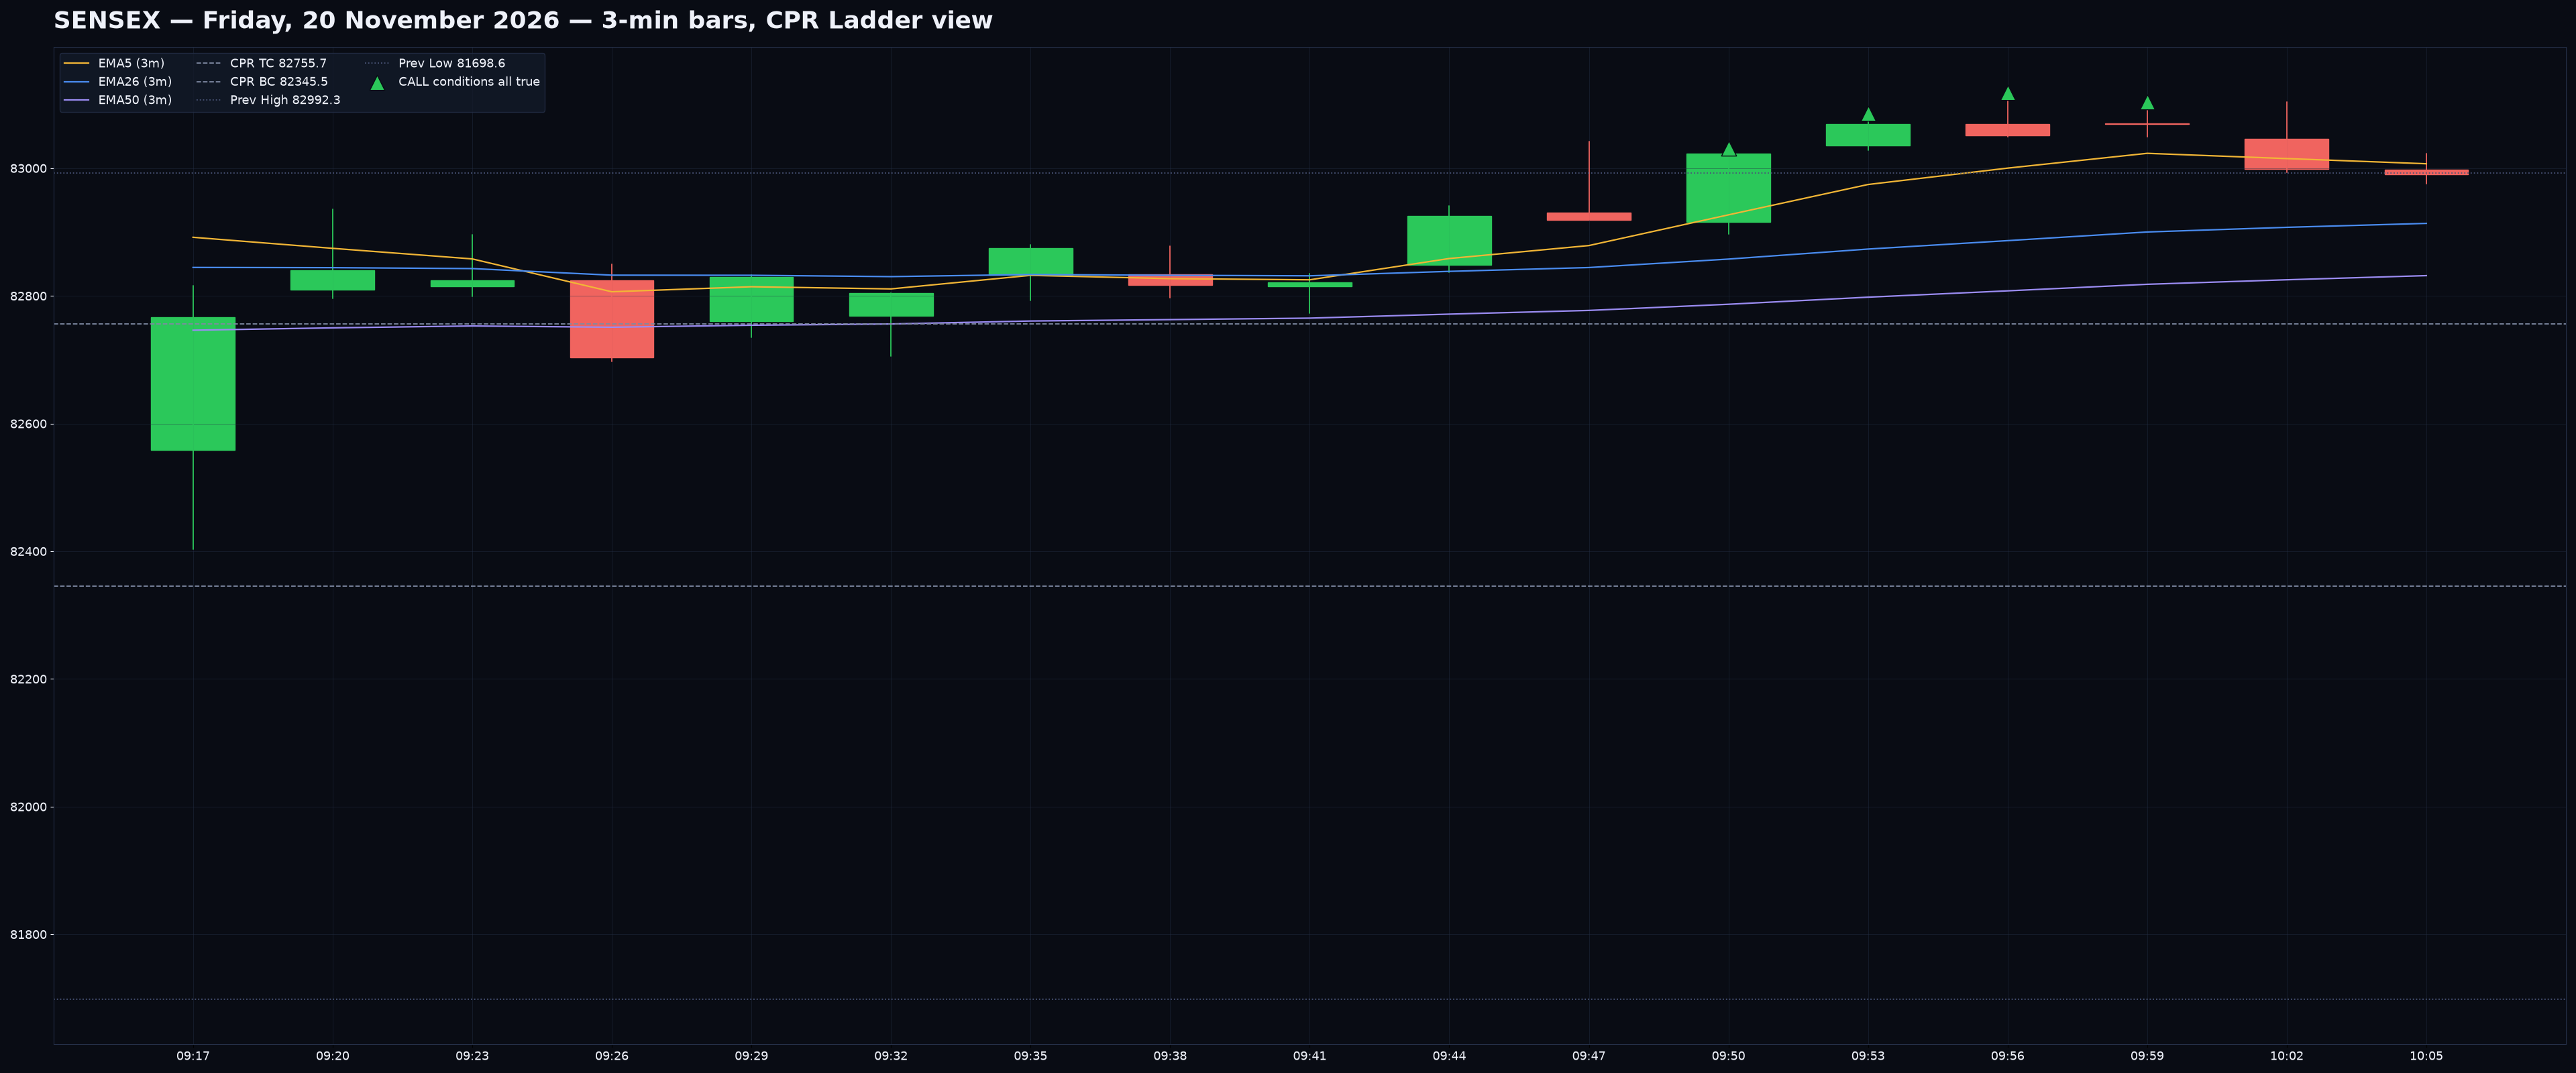 SENSEX — Friday, 20 November 2026 — 3-min bars, CPR Ladder view
EMA5 (3m)
EMA26 (3m)
EMA50 (3m)
CPR TC 82755.7
CPR BC 82345.5
Prev High 82992.3
Prev Low 81698.6
CALL conditions all true
83000
82800
82600
82400
82200
82000
81800
09:17 09:20 09:23 09:26 09:29 09:32 09:35 09:38 09:41 09:44 09:47 09:50 09:53 09:56 09:59 10:02 10:05